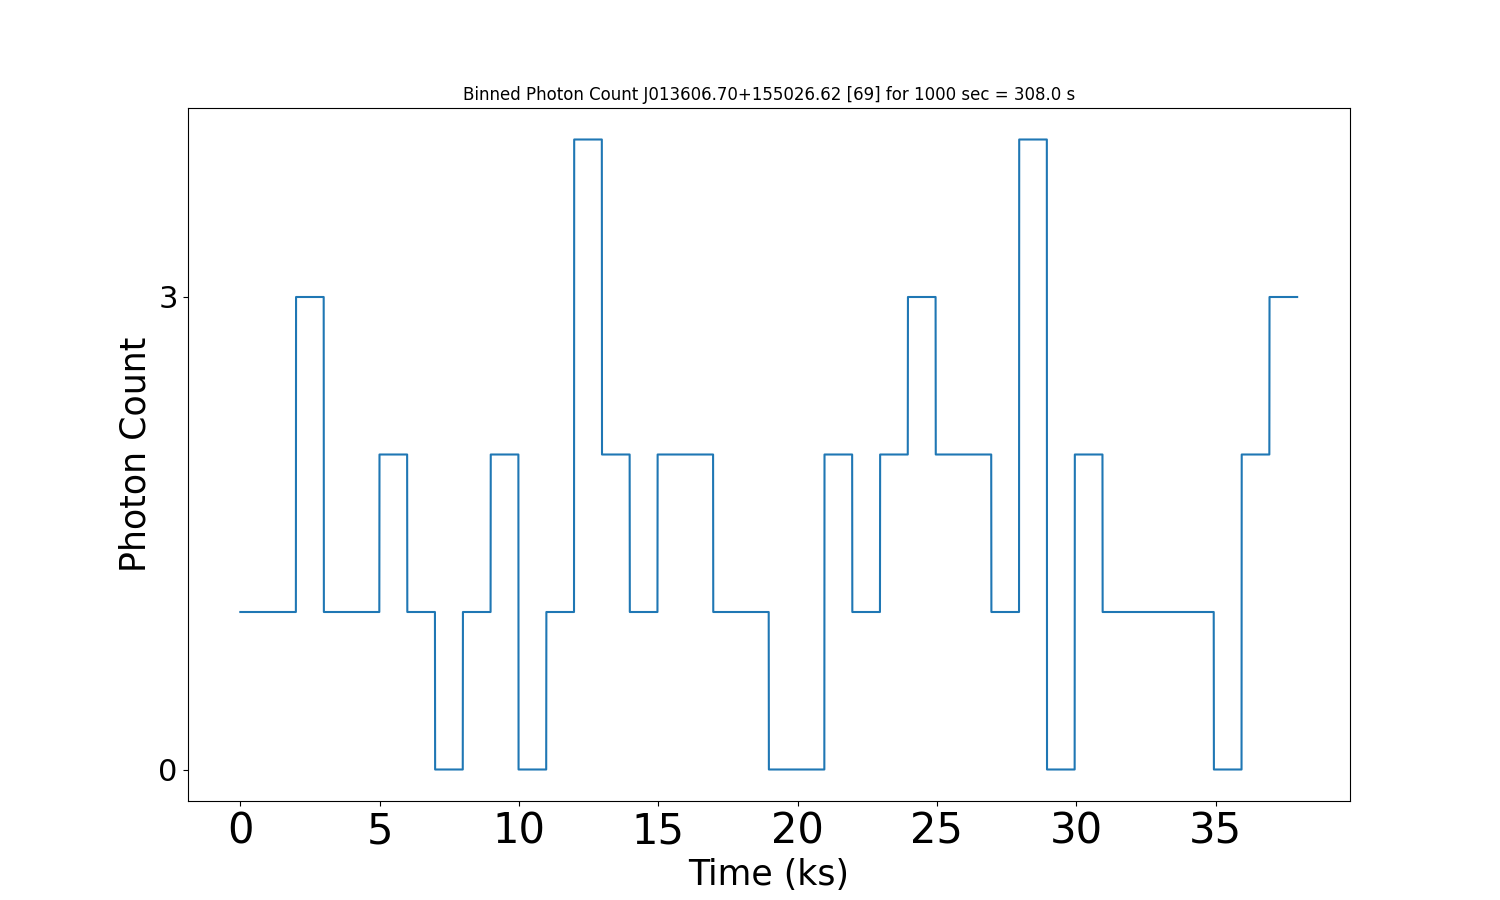 Binned Photon Count J013606.70+155026.62 [69] for 1000 sec = 308.0 s
3
Photon Count
0
0 5 10 15 20 25 30 35
Time (ks)